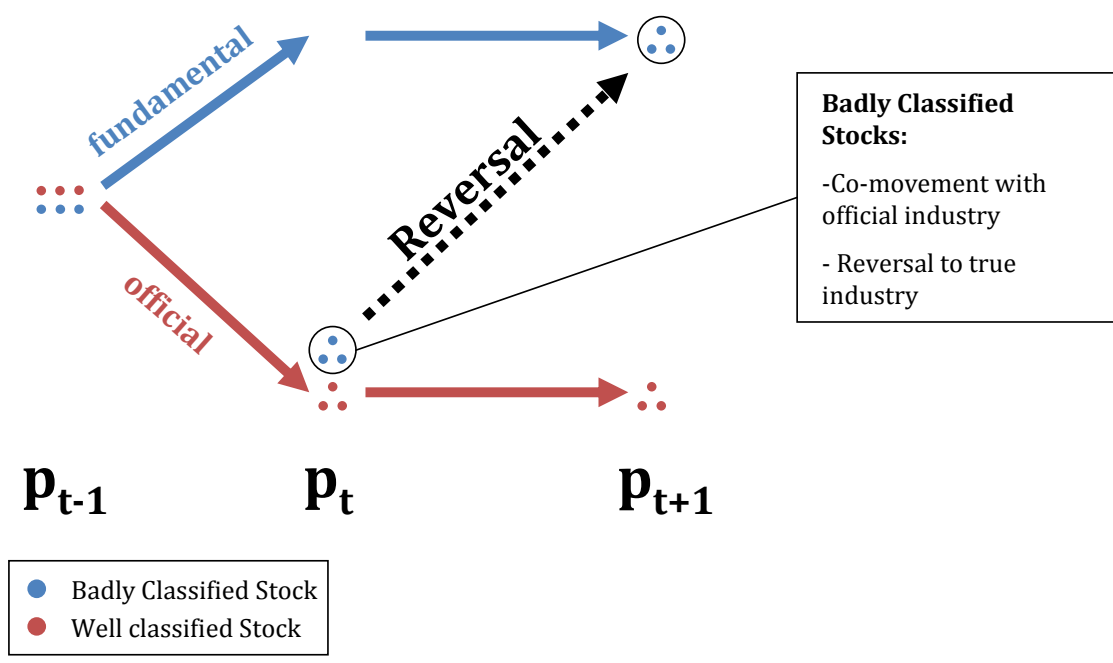 fundamental
official
Reversal
Badly Classified
Stocks:
-Co-movement with
official industry
- Reversal to true
industry
pt-1
pt
pt+1
Badly Classified Stock
Well classified Stock